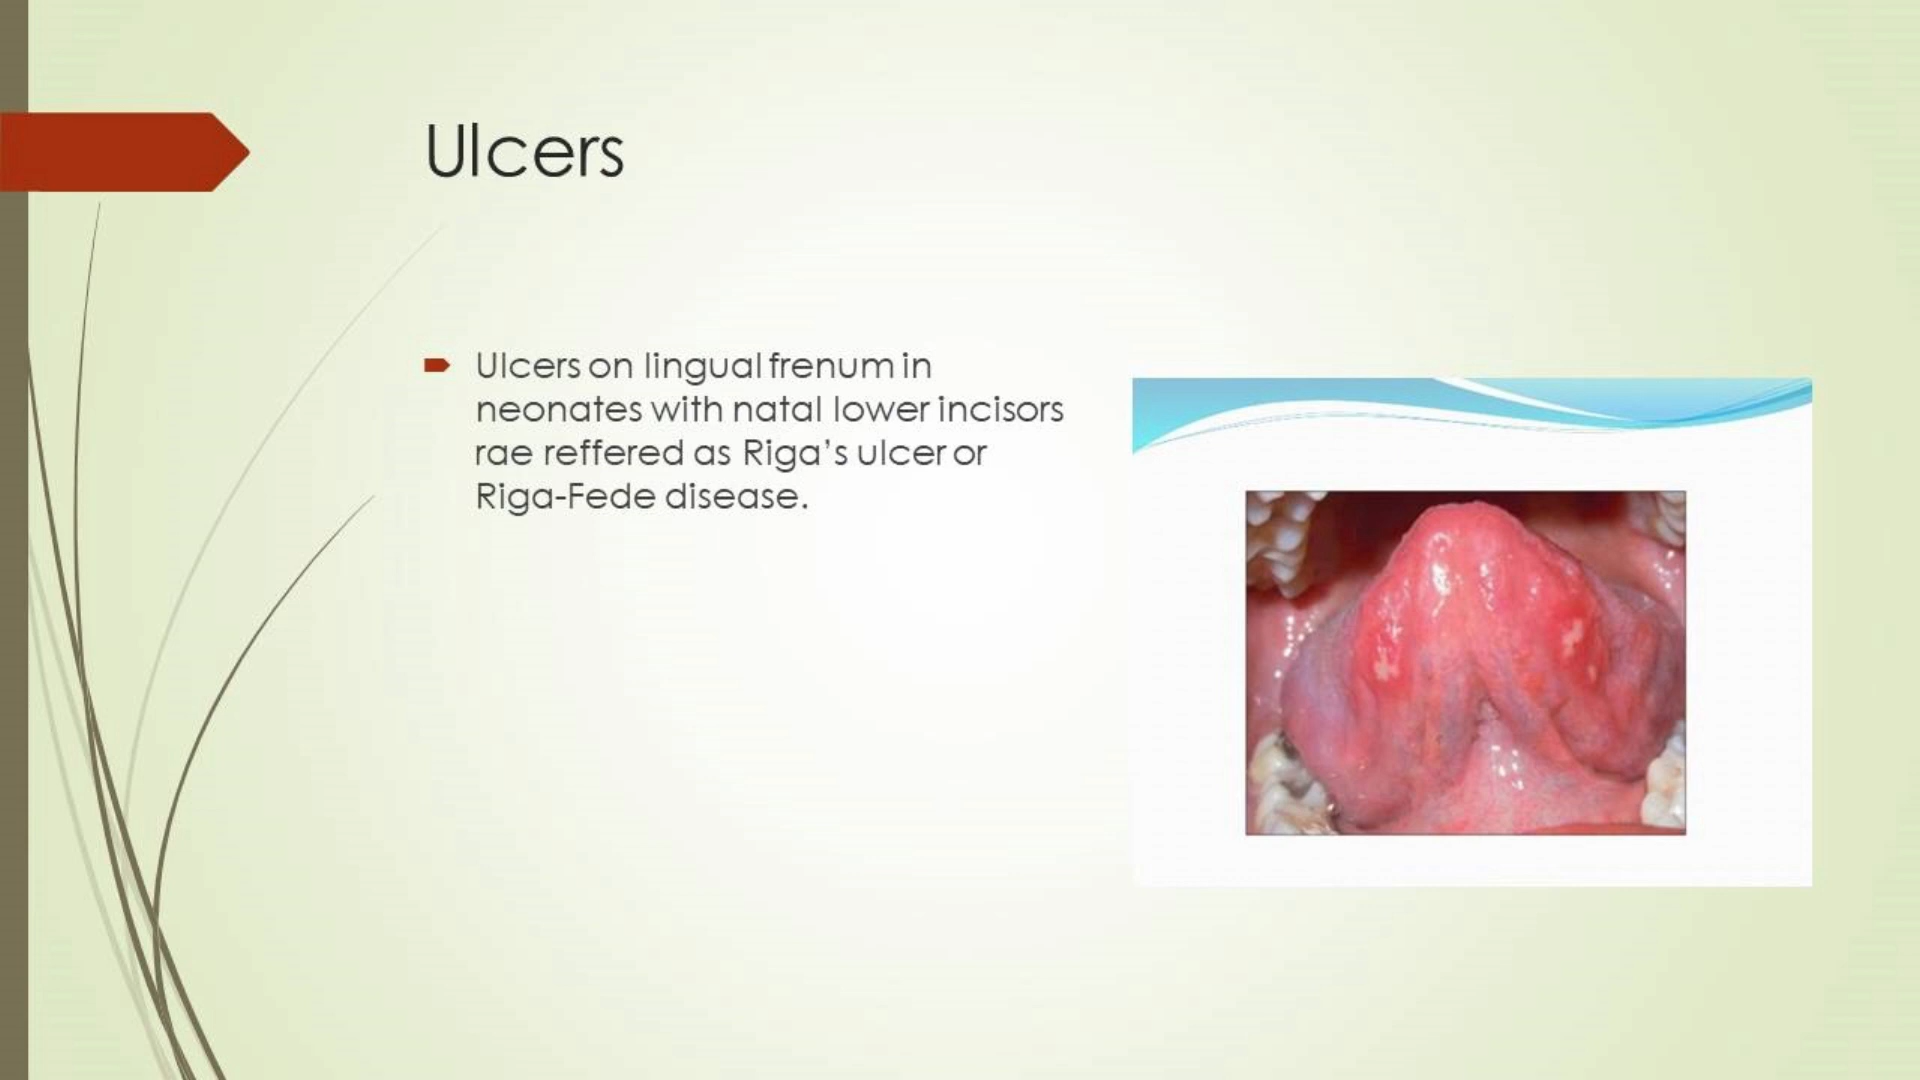 Ulcers
Ulcers on lingual frenum in
neonates with natal lower incisors
rae reffered as Riga’s ulcer or
Riga-Fede disease.